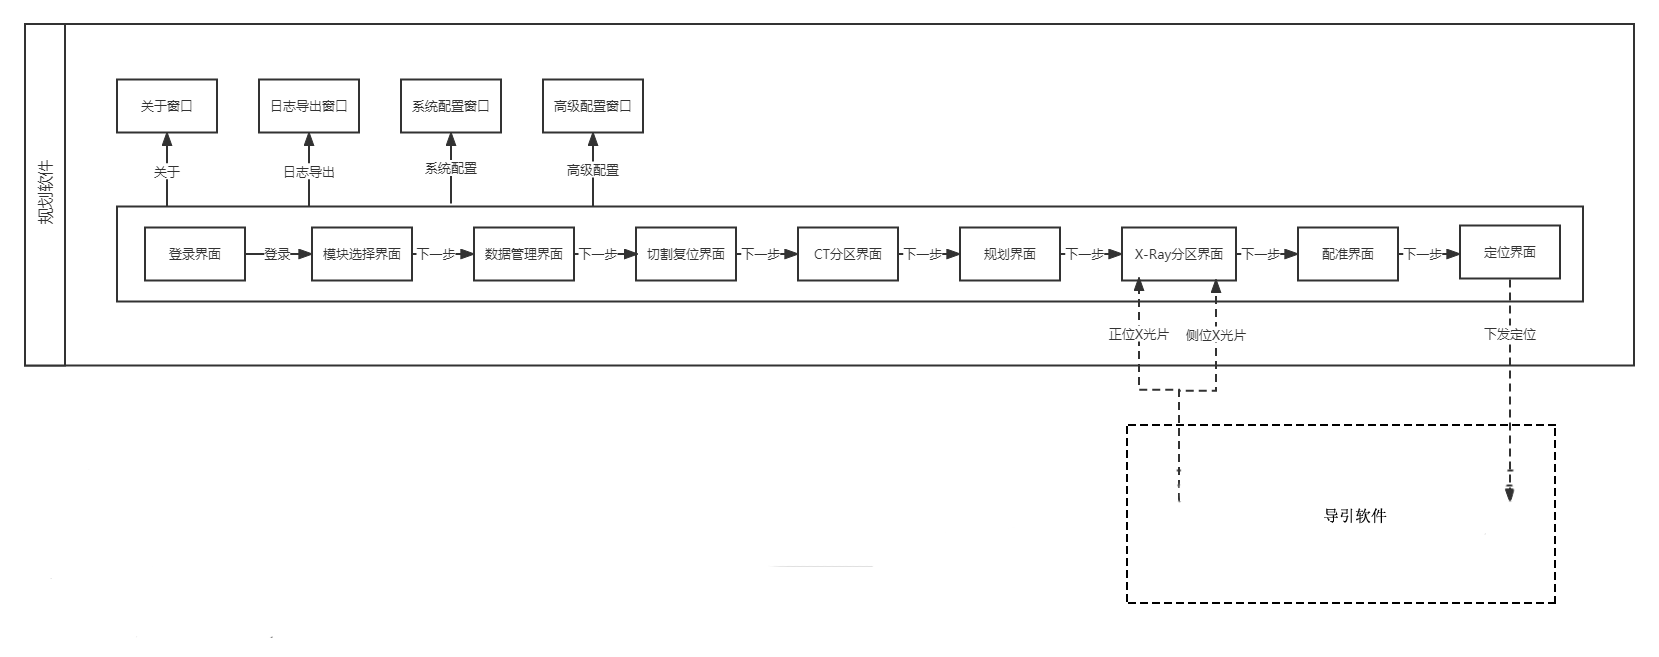 规划软件
关于窗口
日志导出窗口
系统配置窗口
高级配置窗口
关于
日志导出
系统配置
高级配置
登录界面
登录
模块选择界面
下一步
数据管理界面
下一步
切割复位界面
下一步
CT分区界面
下一步
规划界面
下一步
X-Ray分区界面
下一步
配准界面
下一步
定位界面
正位X光片
侧位X光片
下发定位
导引软件